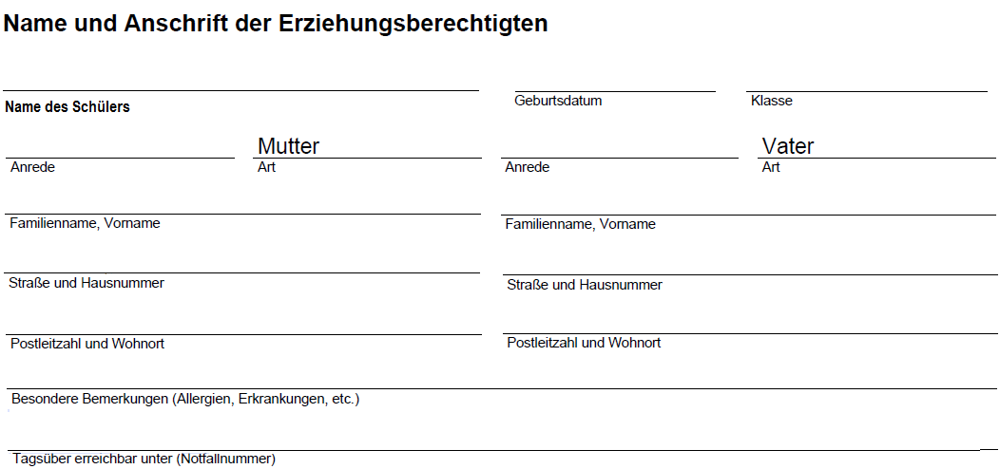 Name und Anschrift der Erziehungsberechtigten
Name des Schülers
Geburtsdatum
Klasse
Mutter
Vater
Anrede
Art
Anrede
Art
Familienname, Vorname
Familienname, Vorname
Straße und Hausnummer
Straße und Hausnummer
Postleitzahl und Wohnort
Postleitzahl und Wohnort
Besondere Bemerkungen (Allergien, Erkrankungen, etc.)
Tagsüber erreichbar unter (Notfallnummer)